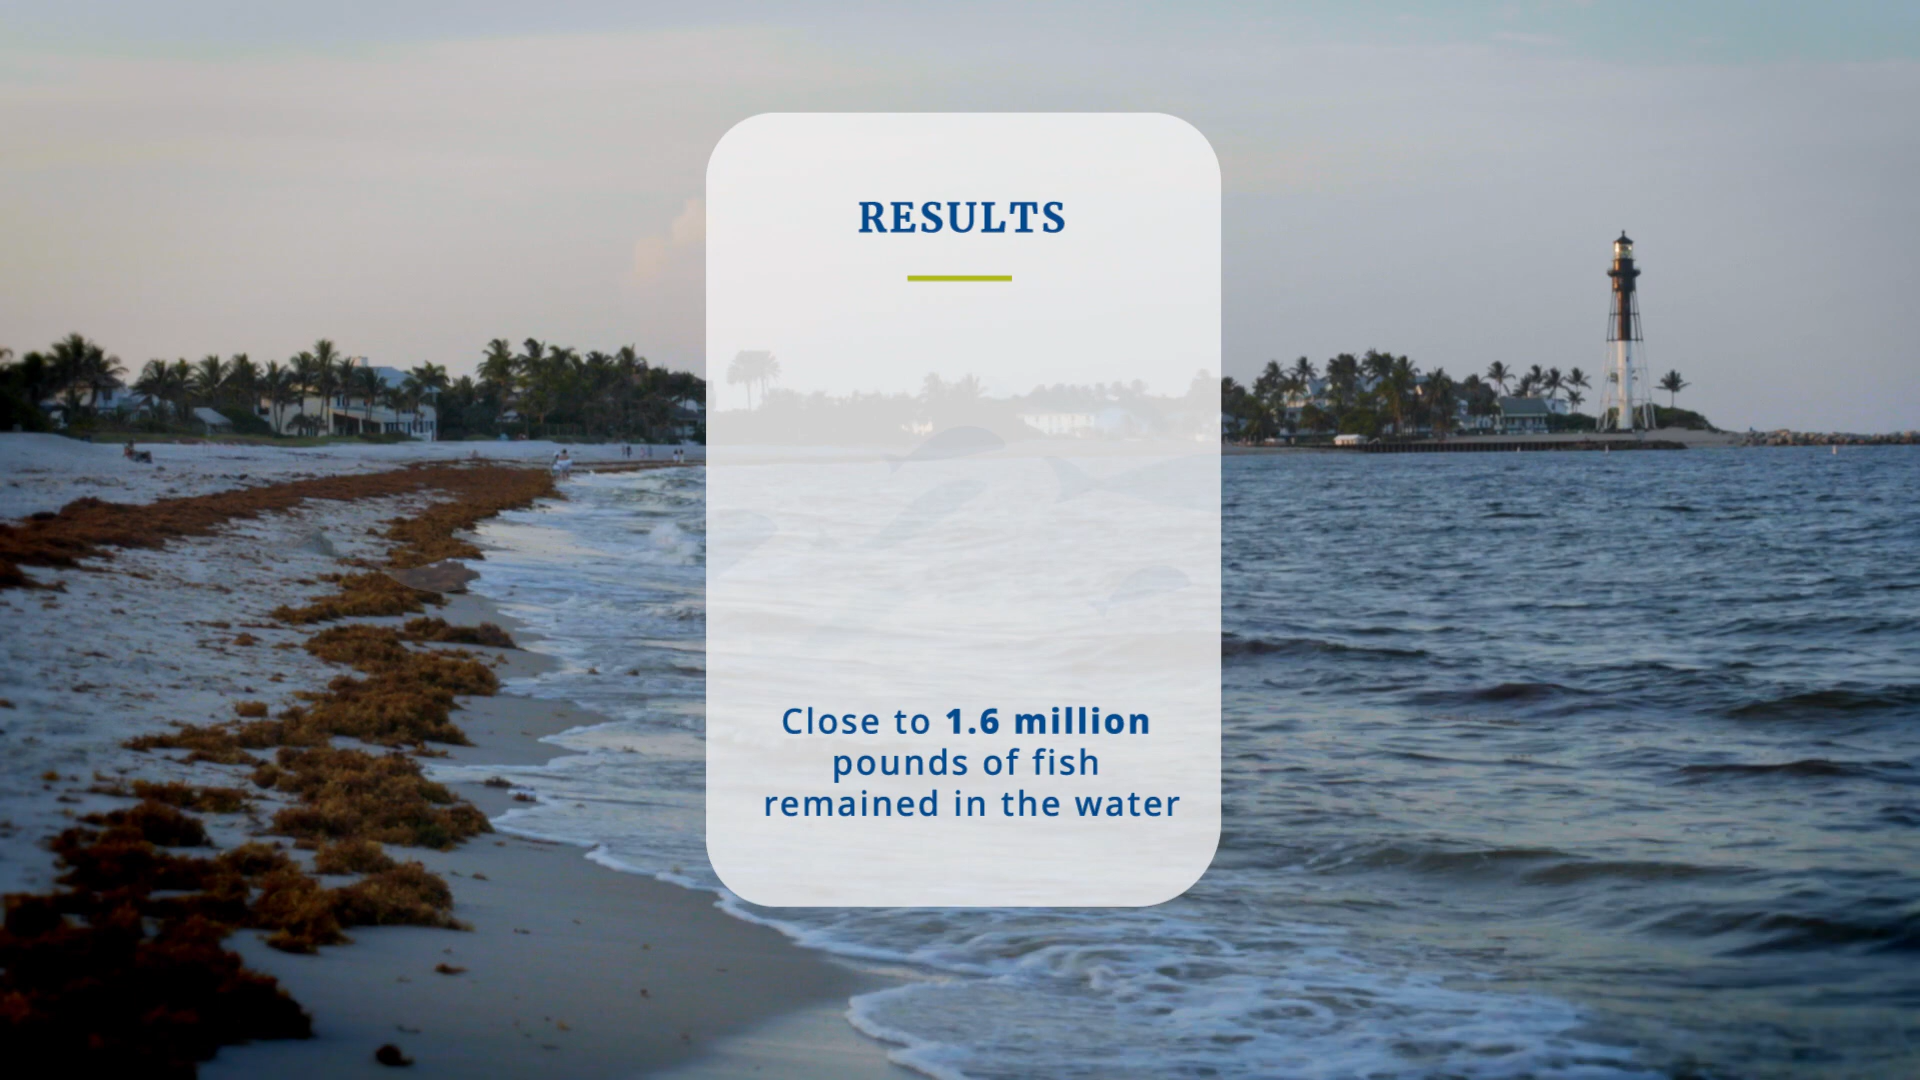 RESULTS
Close to 1.6 million
pounds of fish
remained in the water